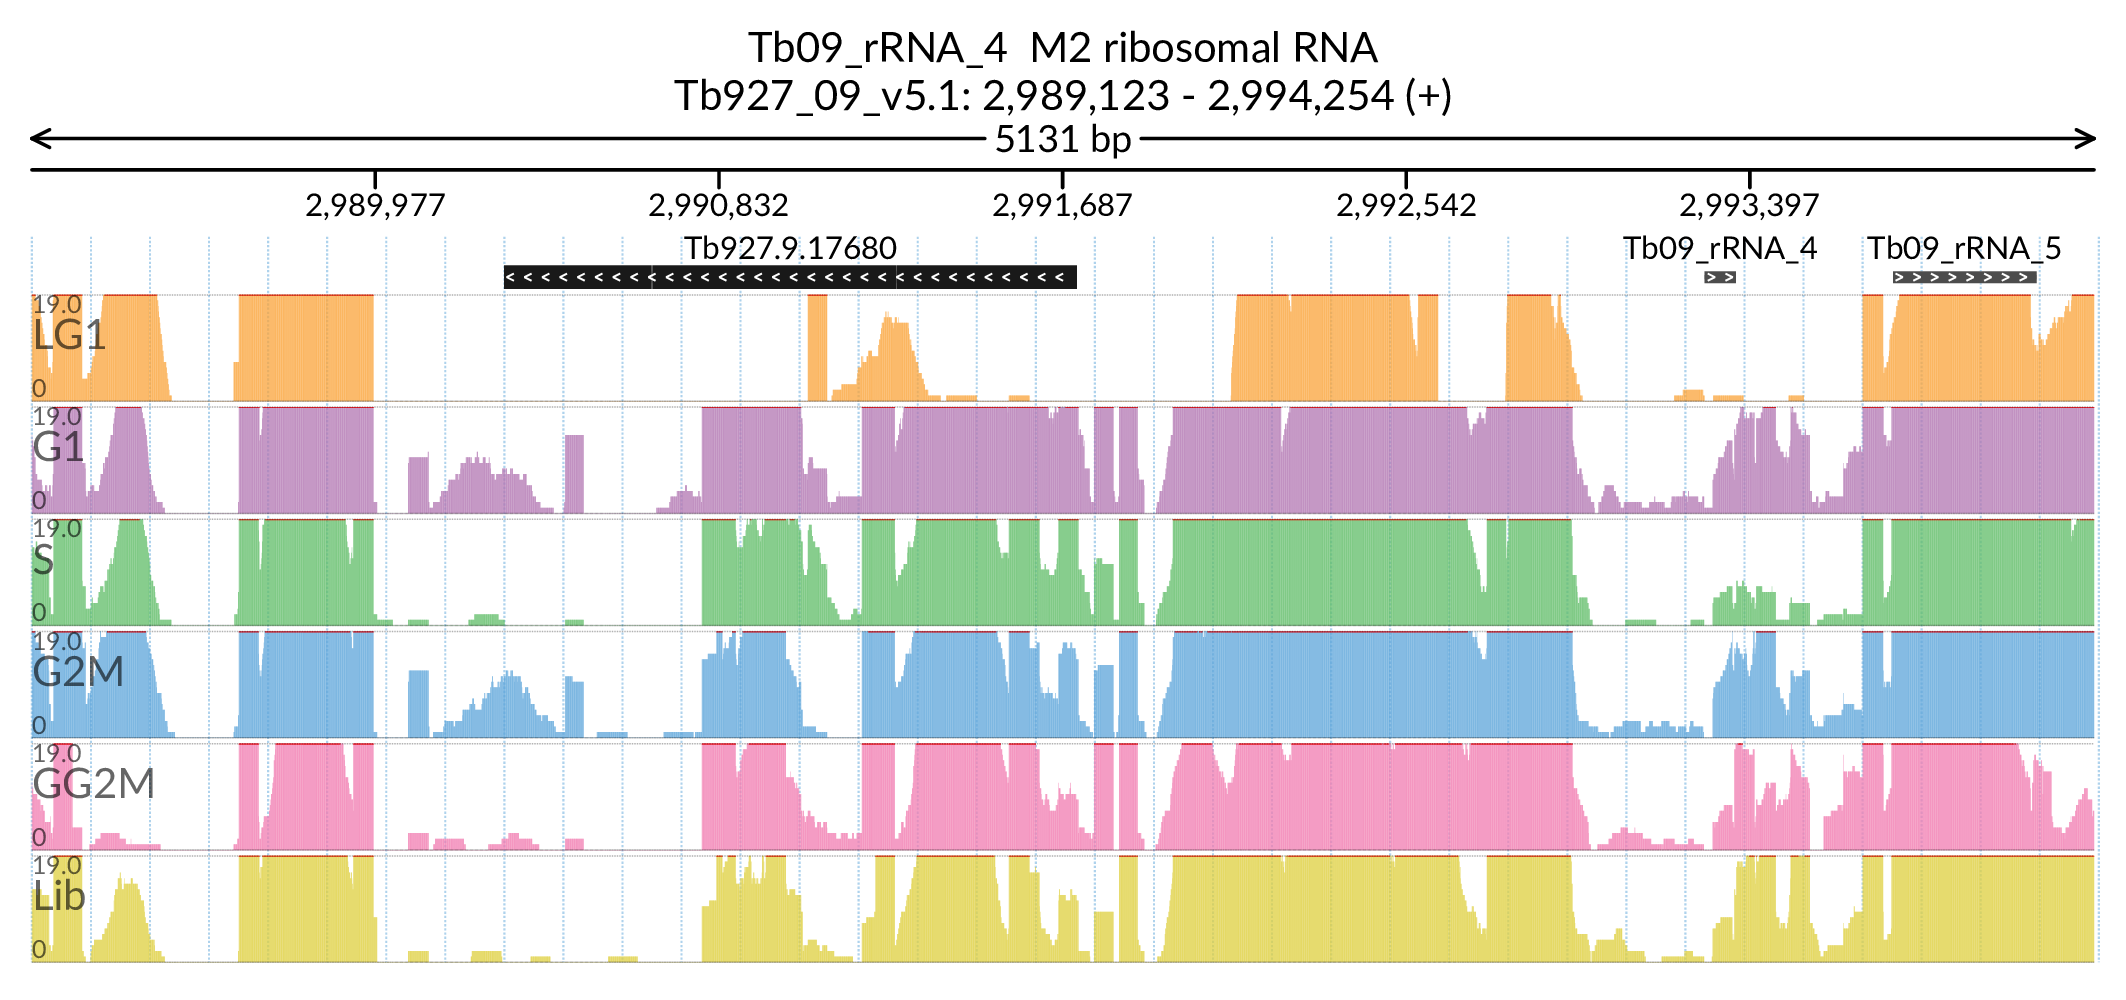 Tb09_rRNA_4  M2 ribosomal RNA
Tb927_09_v5.1: 2,989,123 - 2,994,254 (+)
5131 bp
2,989,977 2,990,832 2,991,687 2,992,542 2,993,397
Tb927.9.17680 Tb09_rRNA_4 Tb09_rRNA_5
19.0
LG1
0
19.0
G1
0
19.0
S
0
19.0
G2M
0
19.0
GG2M
0
19.0
Lib
0